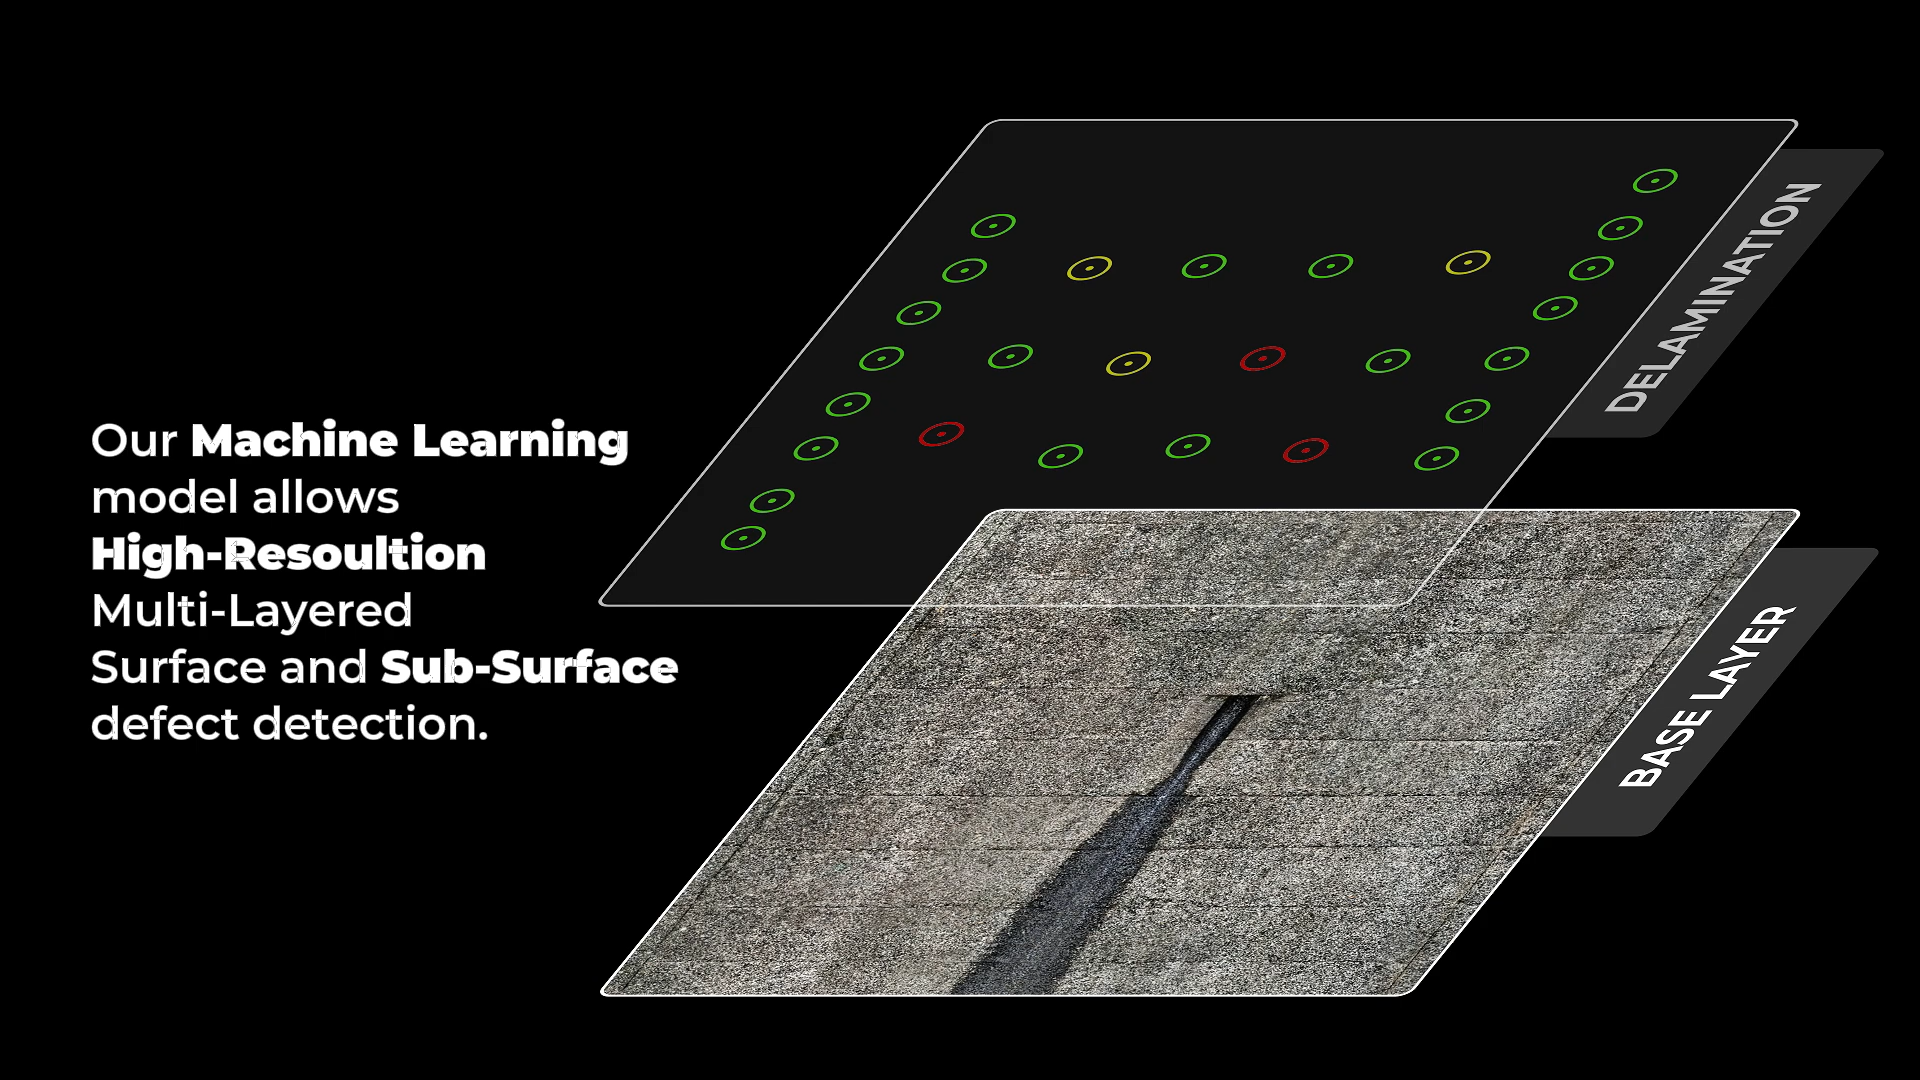 Our Machine Learning
model allows
High-Resoultion
Multi-Layered
Surface and Sub-Surface
defect detection.
DELAMINATION
BASE LAYER